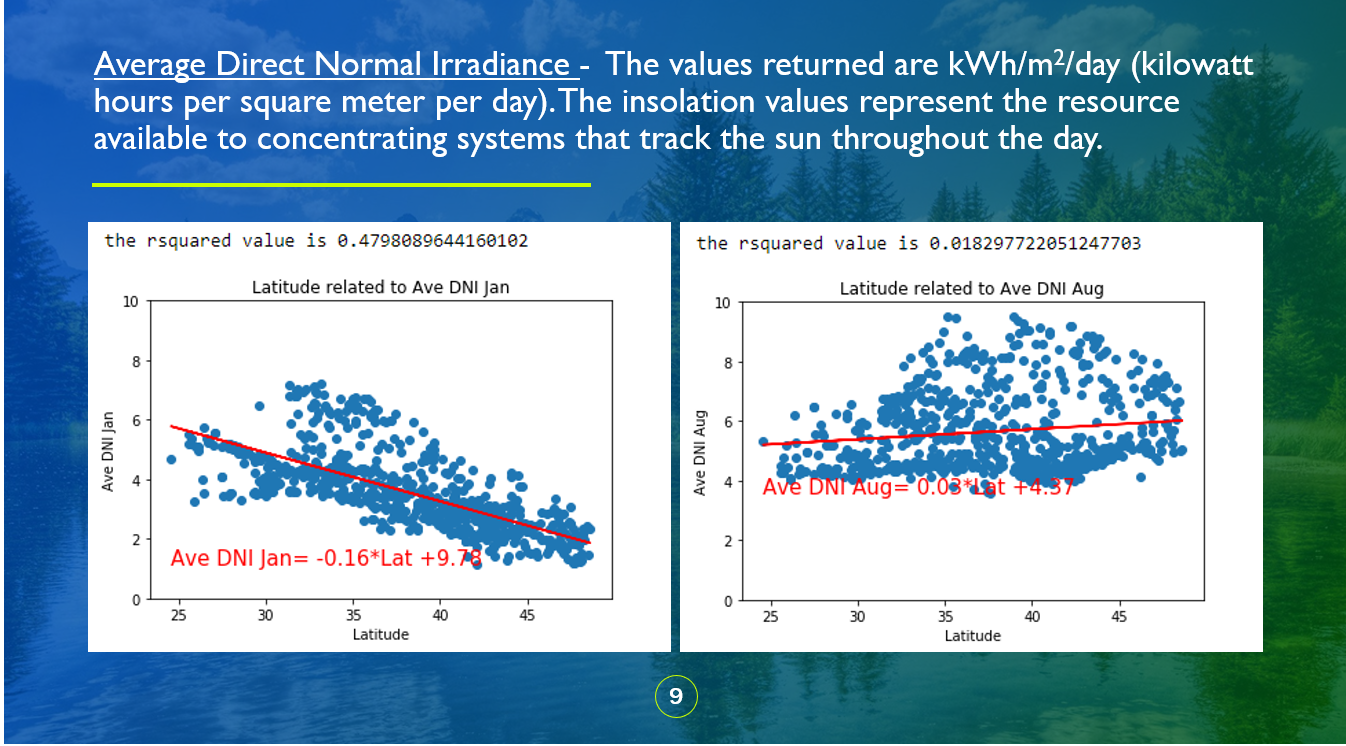 Average Direct Normal Irradiance - The values returned are kWh/m²/day (kilowatt
hours per square meter per day). The insolation values represent the resource
available to concentrating systems that track the sun throughout the day.
the rsquared value is 0.4798089644160102
Latitude related to Ave DNI Jan
10
8
6
4
2
0
Ave DNI Jan
Ave DNI Jan= -0.16*Lat +9.78
25 30 35 40 45
Latitude
the rsquared value is 0.018297722051247703
Latitude related to Ave DNI Aug
10
8
6
4
2
0
Ave DNI Aug
Ave DNI Aug= 0.03*Lat +4.37
25 30 35 40 45
Latitude
9